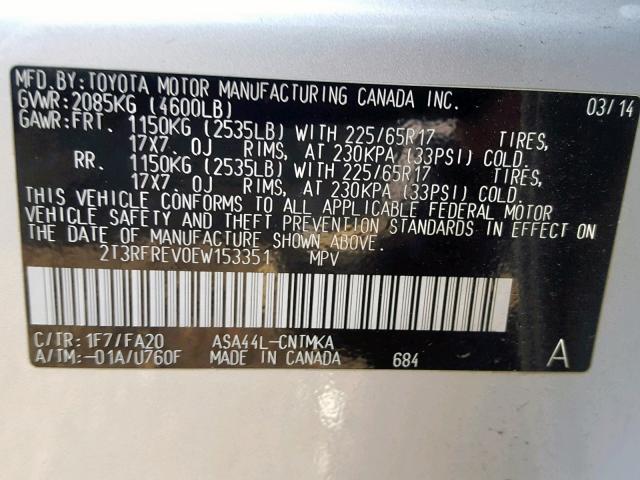 MFD.BY:TOYOTA MOTOR MANUFACTURING CANADA INC.
GVWR:2085KG (4600LB) 03/14
GAWR:FRT. 1150KG (2535LB) WITH 225/65R17 TIRES,
17X7.0J RIMS, AT 230KPA (33PSI) COLD.
RR. 1150KG (2535LB) WITH 225/65R17 TIRES,
17X7.0J RIMS, AT 230KPA (33PSI) COLD.
THIS VEHICLE CONFORMS TO ALL APPLICABLE FEDERAL MOTOR
VEHICLE SAFETY AND THEFT PREVENTION STANDARDS IN EFFECT ON
THE DATE OF MANUFACTURE SHOWN ABOVE.
2T3RFREV0EW153351 MPV
C/TR:1F7/FA20 ASA44L-CNTMKA
A/TM:-01A/U760F MADE IN CANADA 684 A